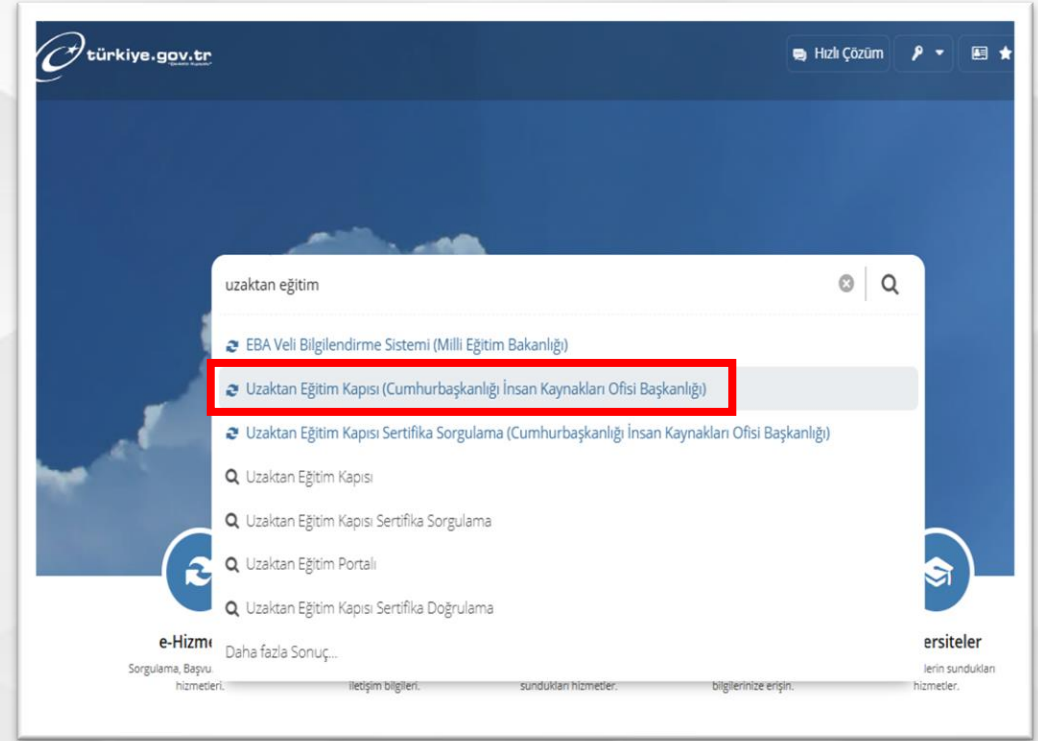 türkiye.gov.tr
Hızlı Çözüm
uzaktan eğitim
EBA Veli Bilgilendirme Sistemi (Milli Eğitim Bakanlığı)
Uzaktan Eğitim Kapısı (Cumhurbaşkanlığı İnsan Kaynakları Ofisi Başkanlığı)
Uzaktan Eğitim Kapısı Sertifika Sorgulama (Cumhurbaşkanlığı İnsan Kaynakları Ofisi Başkanlığı)
Uzaktan Eğitim Kapısı
Uzaktan Eğitim Kapısı Sertifika Sorgulama
Uzaktan Eğitim Portalı
Uzaktan Eğitim Kapısı Sertifika Doğrulama
Daha fazla Sonuç...
e-Hizme
ersiteler
Sorgulama, Başvu
lerin sundukları
hizmetleri. iletişim bilgileri. sundukları hizmetler. bilgilerinize erişin. hizmetler.